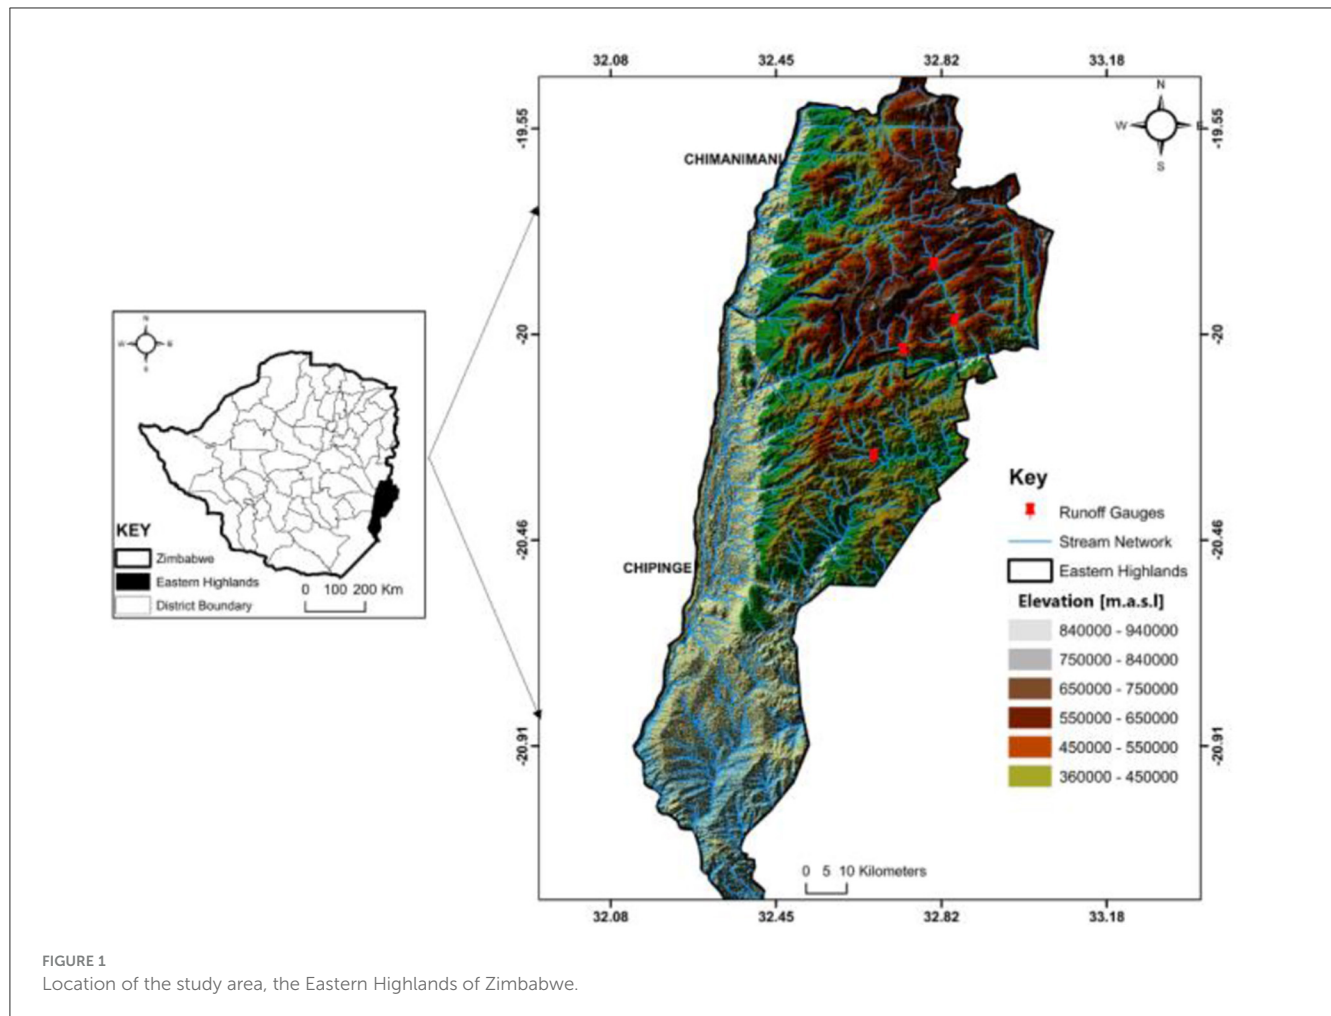 32.08 32.45 32.82 33.18
N
W E
S
-19.55 -19.55
CHIMANIMANI
-20 -20
N
W E
S
KEY
Zimbabwe
Eastern Highlands
District Boundary
0 100 200 Km
-20.46 -20.46
CHIPINGE
-20.91 -20.91
Key
Runoff Gauges
Stream Network
Eastern Highlands
Elevation [m.a.s.l]
840000 - 940000
750000 - 840000
650000 - 750000
550000 - 650000
450000 - 550000
360000 - 450000
0 5 10 Kilometers
32.08 32.45 32.82 33.18
FIGURE 1
Location of the study area, the Eastern Highlands of Zimbabwe.